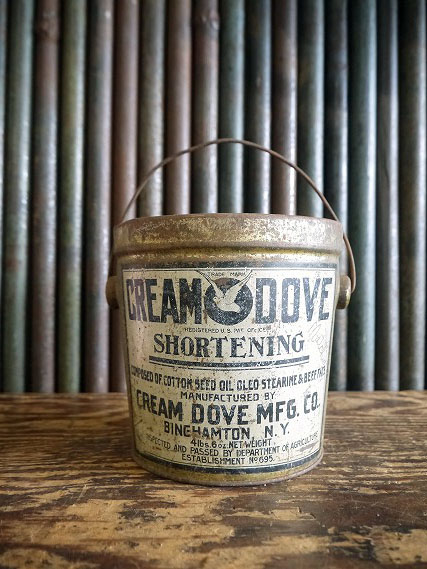 TRADE MARK
CREAM DOVE
REGISTERED U.S. PAT. OFFICE
SHORTENING
COMPOSED OF COTTON SEED OIL OLEO STEARINE & BEEF FATS
MANUFACTURED BY
CREAM DOVE MFG. CO.
BINGHAMTON, N.Y.
4 lbs. 6 oz. NET WEIGHT
INSPECTED AND PASSED BY DEPARTMENT OF AGRICULTURE
ESTABLISHMENT No 695.